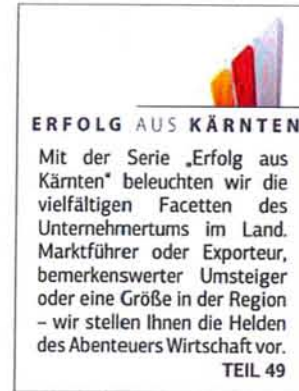 ERFOLG AUS KÄRNTEN
Mit der Serie „Erfolg aus
Kärnten" beleuchten wir die
vielfältigen Facetten des
Unternehmertums im Land.
Marktführer oder Exporteur,
bemerkenswerter Umsteiger
oder eine Größe in der Region
– wir stellen Ihnen die Helden
des Abenteuers Wirtschaft vor.
TEIL 49